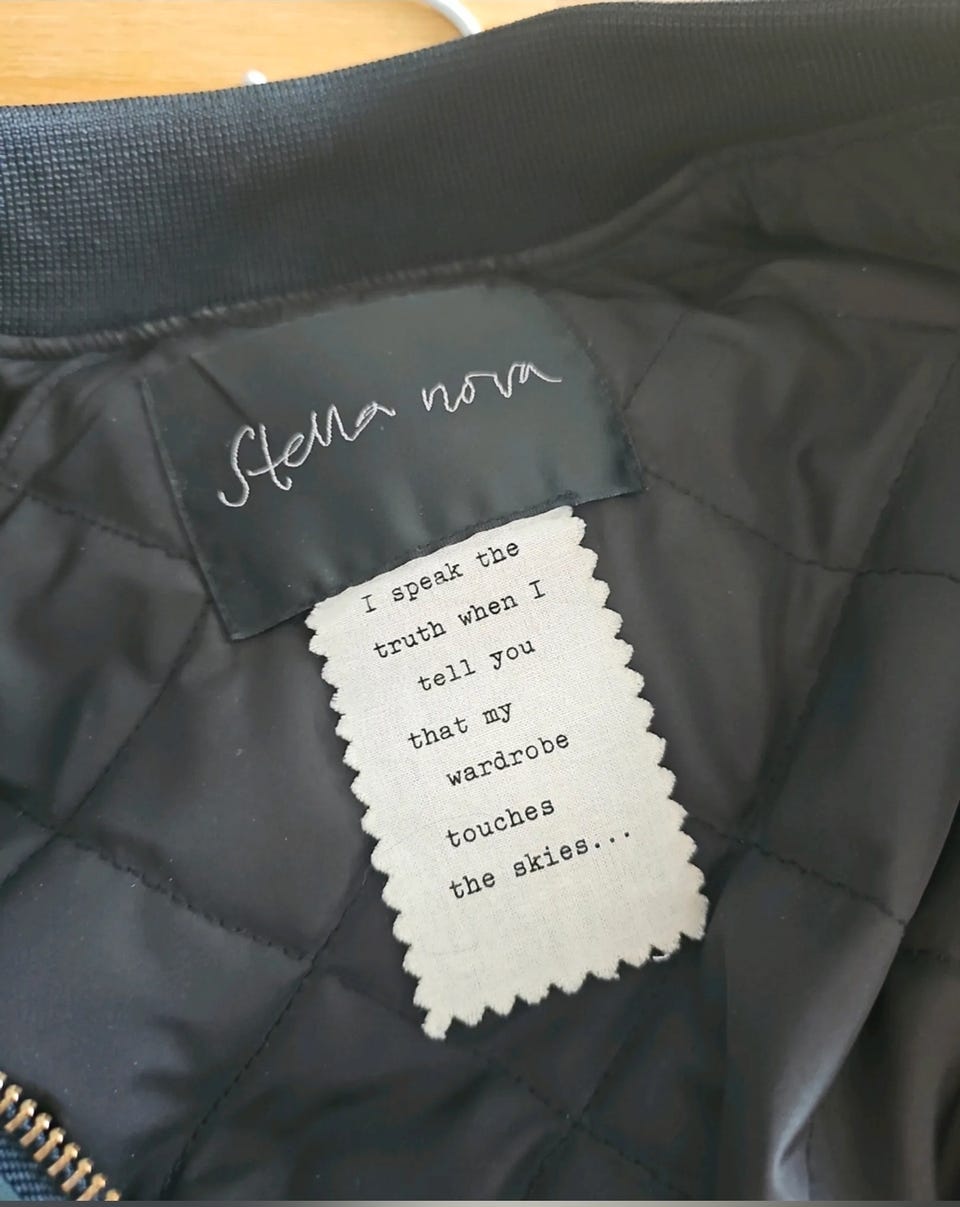 Stella nova
I speak the
truth when I
tell you
that my
wardrobe
touches
the skies...